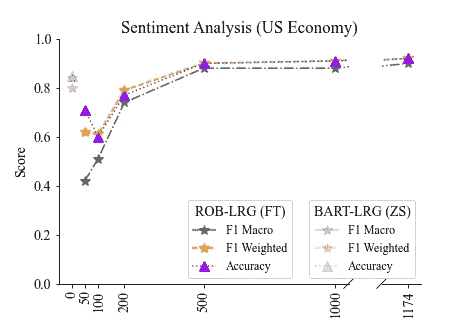 Sentiment Analysis (US Economy)
1.0
0.8
0.6
0.4
0.2
0.0
Score
ROB-LRG (FT)
F1 Macro
F1 Weighted
Accuracy
BART-LRG (ZS)
F1 Macro
F1 Weighted
Accuracy
0
50
100
200
500
1000
1174